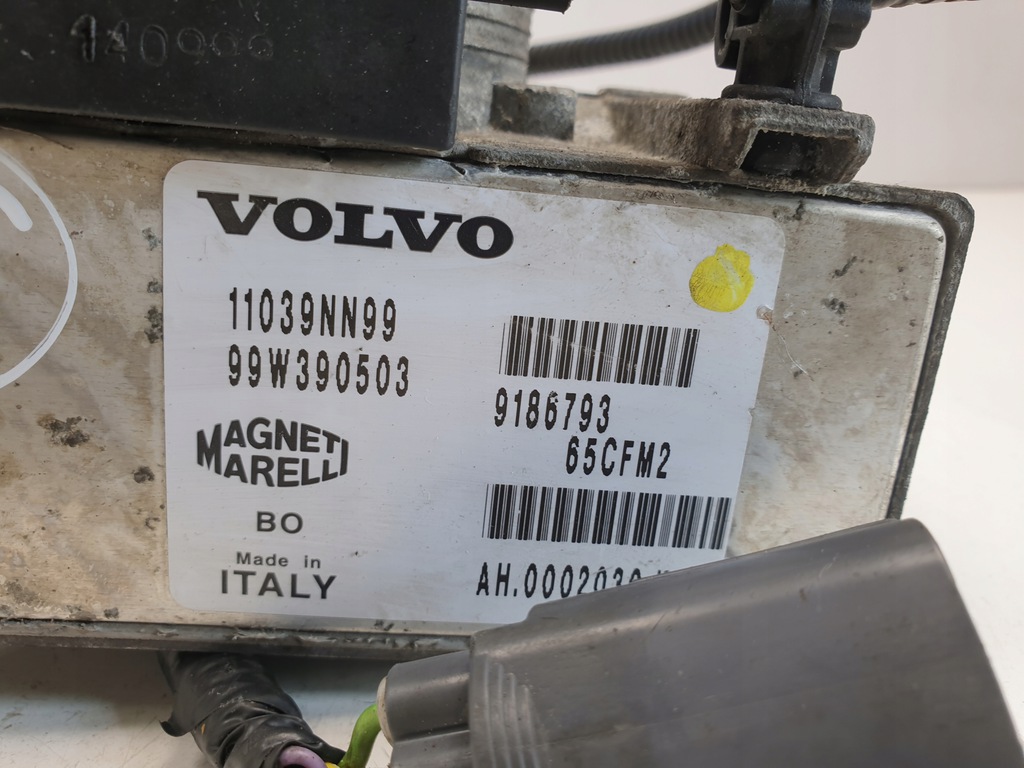 VOLVO
11039NN99
99W390503
9186793
65CFM2
MAGNETI
MARELLI
BO
Made in
ITALY